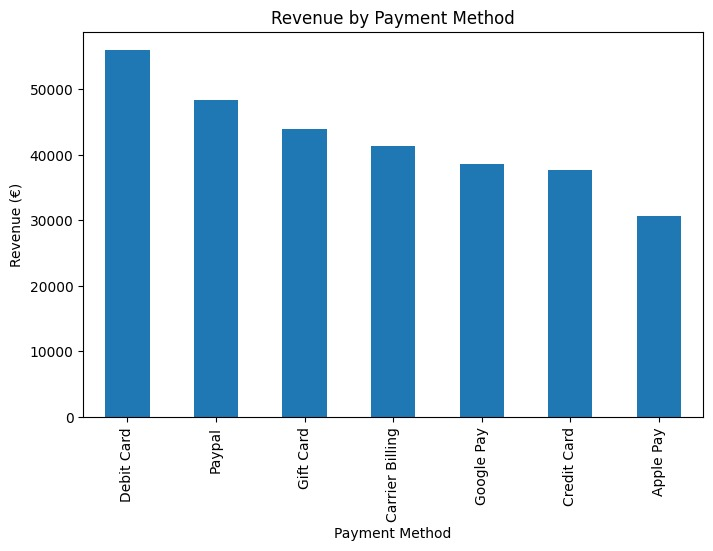 Revenue by Payment Method
Revenue (€)
50000
40000
30000
20000
10000
0
Debit Card
Paypal
Gift Card
Carrier Billing
Google Pay
Credit Card
Apple Pay
Payment Method